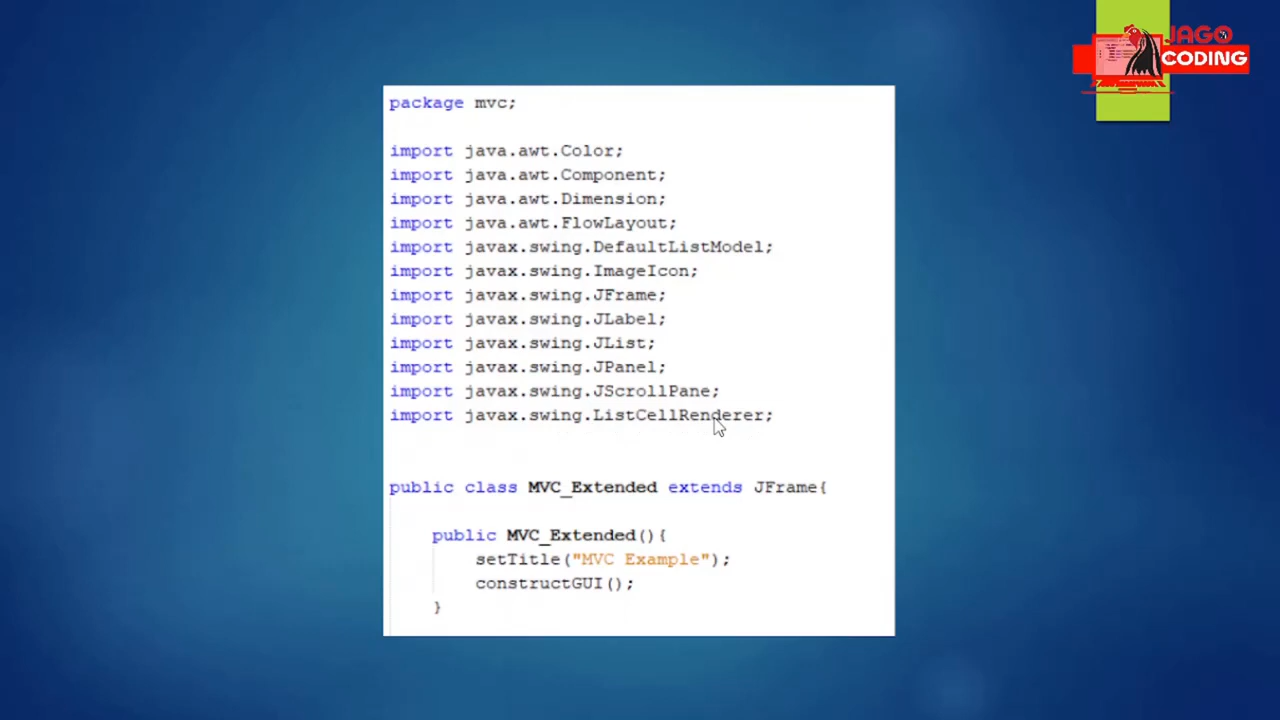 JAGO
CODING
package mvc;
import java.awt.Color;
import java.awt.Component;
import java.awt.Dimension;
import java.awt.FlowLayout;
import javax.swing.DefaultListModel;
import javax.swing.ImageIcon;
import javax.swing.JFrame;
import javax.swing.JLabel;
import javax.swing.JList;
import javax.swing.JPanel;
import javax.swing.JScrollPane;
import javax.swing.ListCellRenderer;
public class MVC_Extended extends JFrame{
public MVC_Extended(){
setTitle("MVC Example");
constructGUI();
}